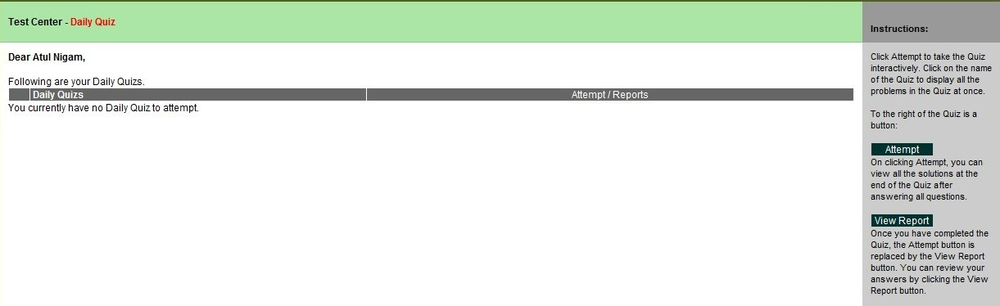 Test Center - Daily Quiz
Dear Atul Nigam,
Following are your Daily Quizs.
Daily Quizs
Attempt / Reports
You currently have no Daily Quiz to attempt.
Instructions:
Click Attempt to take the Quiz
interactively. Click on the name
of the Quiz to display all the
problems in the Quiz at once.
To the right of the Quiz is a
button:
Attempt
On clicking Attempt, you can
view all the solutions at the
end of the Quiz after
answering all questions.
View Report
Once you have completed the
Quiz, the Attempt button is
replaced by the View Report
button. You can review your
answers by clicking the View
Report button.